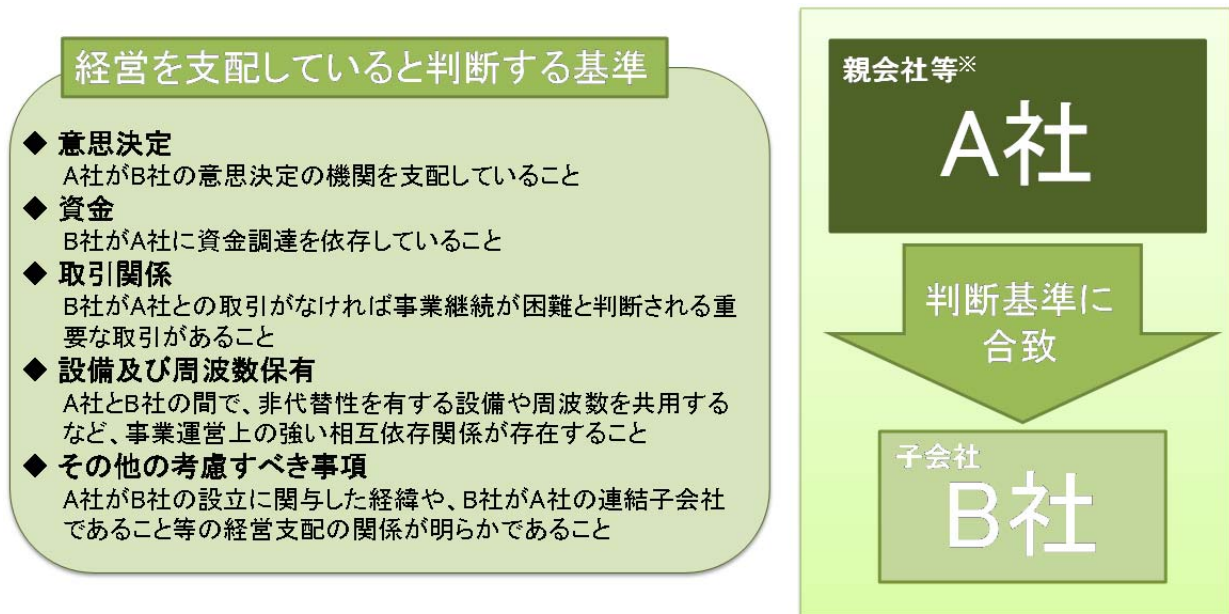 経営を支配していると判断する基準
◆ 意思決定
A社がB社の意思決定の機関を支配していること
◆ 資金
B社がA社に資金調達を依存していること
◆ 取引関係
B社がA社との取引がなければ事業継続が困難と判断される重
要な取引があること
◆ 設備及び周波数保有
A社とB社の間で、非代替性を有する設備や周波数を共用する
など、事業運営上の強い相互依存関係が存在すること
◆ その他の考慮すべき事項
A社がB社の設立に関与した経緯や、B社がA社の連結子会社
であること等の経営支配の関係が明らかであること
親会社等※
A社
判断基準に
合致
子会社
B社